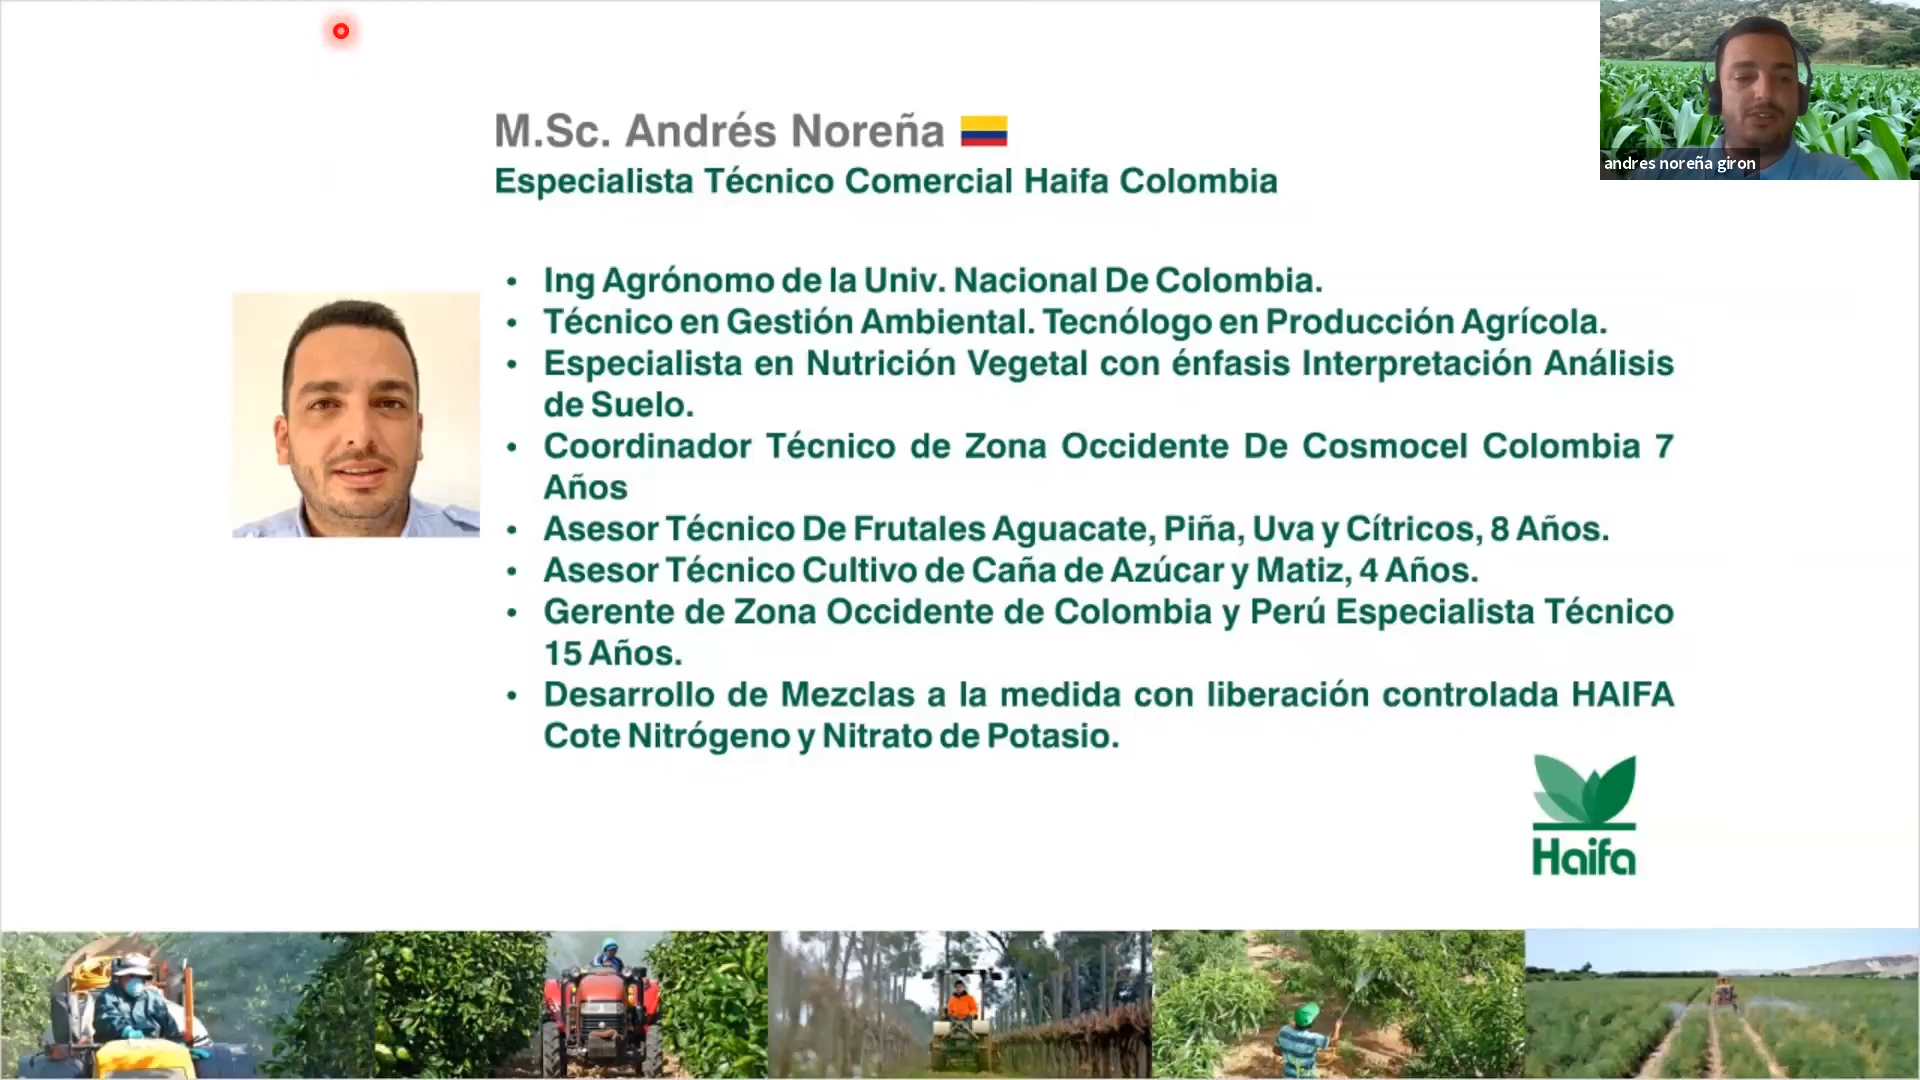 M.Sc. Andrés Noreña
Especialista Técnico Comercial Haifa Colombia
andres noreña giron
• Ing Agrónomo de la Univ. Nacional De Colombia.
• Técnico en Gestión Ambiental. Tecnólogo en Producción Agrícola.
• Especialista en Nutrición Vegetal con énfasis Interpretación Análisis
de Suelo.
• Coordinador Técnico de Zona Occidente De Cosmocel Colombia 7
Años
• Asesor Técnico De Frutales Aguacate, Piña, Uva y Cítricos, 8 Años.
• Asesor Técnico Cultivo de Caña de Azúcar y Matiz, 4 Años.
• Gerente de Zona Occidente de Colombia y Perú Especialista Técnico
15 Años.
• Desarrollo de Mezclas a la medida con liberación controlada HAIFA
Cote Nitrógeno y Nitrato de Potasio.
Haifa